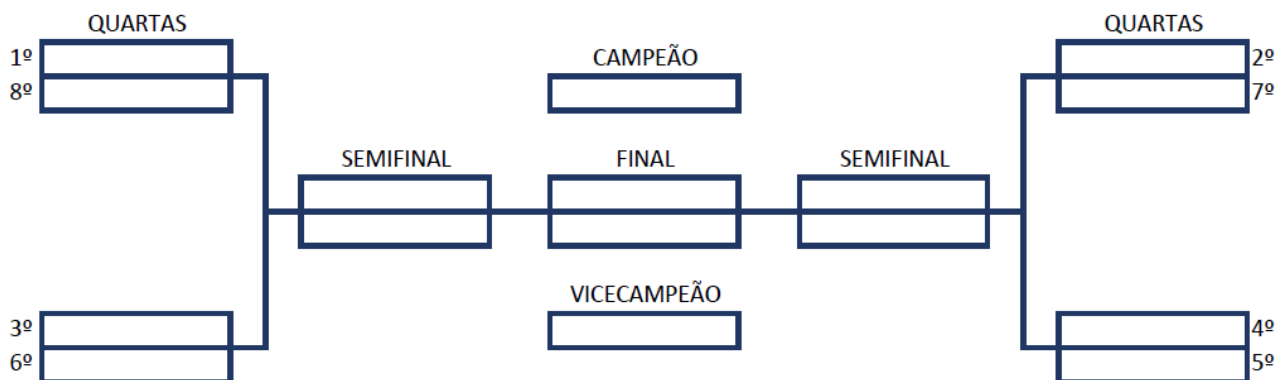 QUARTAS
QUARTAS
1º
CAMPEÃO
2º
8º
7º
SEMIFINAL
FINAL
SEMIFINAL
VICECAMPEÃO
3º
4º
6º
5º